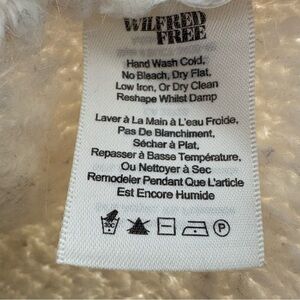 WILFRED
FREE
Hand Wash Cold,
No Bleach, Dry Flat,
Low Iron, Or Dry Clean
Reshape Whilst Damp
Laver à La Main à L'eau Froide,
Pas De Blanchiment,
Sécher à Plat,
Repasser à Basse Température,
Ou Nettoyer à Sec
Remodeler Pendant Que L'article
Est Encore Humide
P